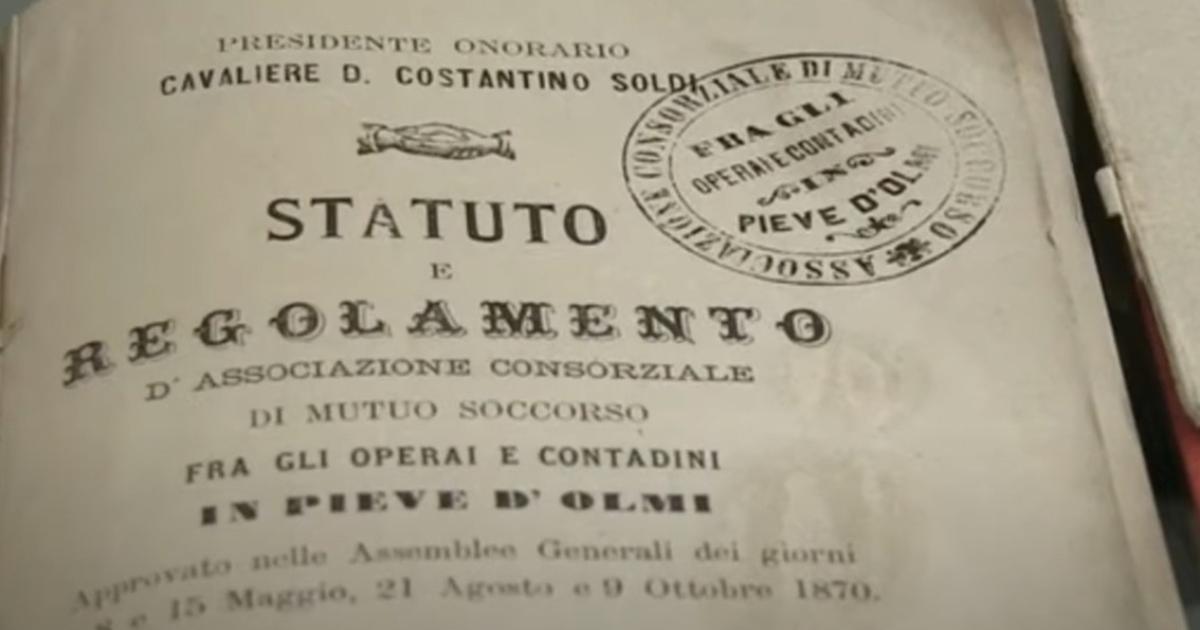 PRESIDENTE ONORARIO
CAVALIERE D. COSTANTINO SOLDI
STATUTO
E
REGOLAMENTO
D' ASSOCIAZIONE CONSORZIALE
DI MUTUO SOCCORSO
FRA GLI OPERAI E CONTADINI
IN PIEVE D' OLMI
Approvato nelle Assemblee Generali dei giorni
8 e 15 Maggio, 21 Agosto e 9 Ottobre 1870.
ASSOCIAZIONE CONSORZIALE DI MUTUO SOCCORSO
FRA GLI
OPERAI E CONTADINI
IN
PIEVE D'OLMI